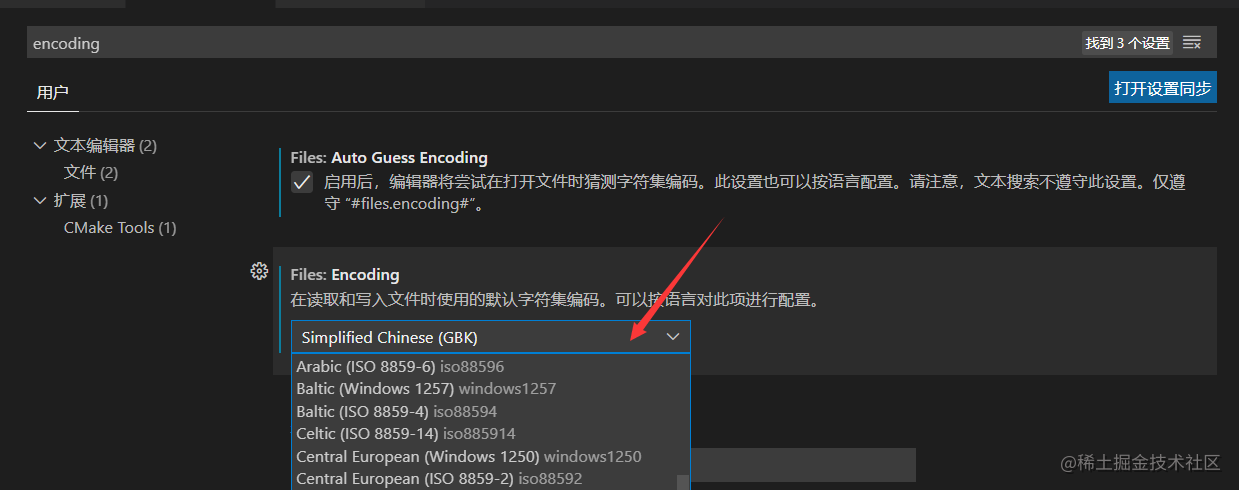 encoding
找到 3 个设置
用户
打开设置同步
文本编辑器 (2)
文件 (2)
扩展 (1)
CMake Tools (1)
Files: Auto Guess Encoding
启用后，编辑器将尝试在打开文件时猜测字符集编码。此设置也可以按语言配置。请注意，文本搜索不遵守此设置。仅遵
守 “#files.encoding#”。
Files: Encoding
在读取和写入文件时使用的默认字符集编码。可以按语言对此项进行配置。
Simplified Chinese (GBK)
Arabic (ISO 8859-6) iso88596
Baltic (Windows 1257) windows1257
Baltic (ISO 8859-4) iso88594
Celtic (ISO 8859-14) iso885914
Central European (Windows 1250) windows1250
Central European (ISO 8859-2) iso88592
@稀土掘金技术社区